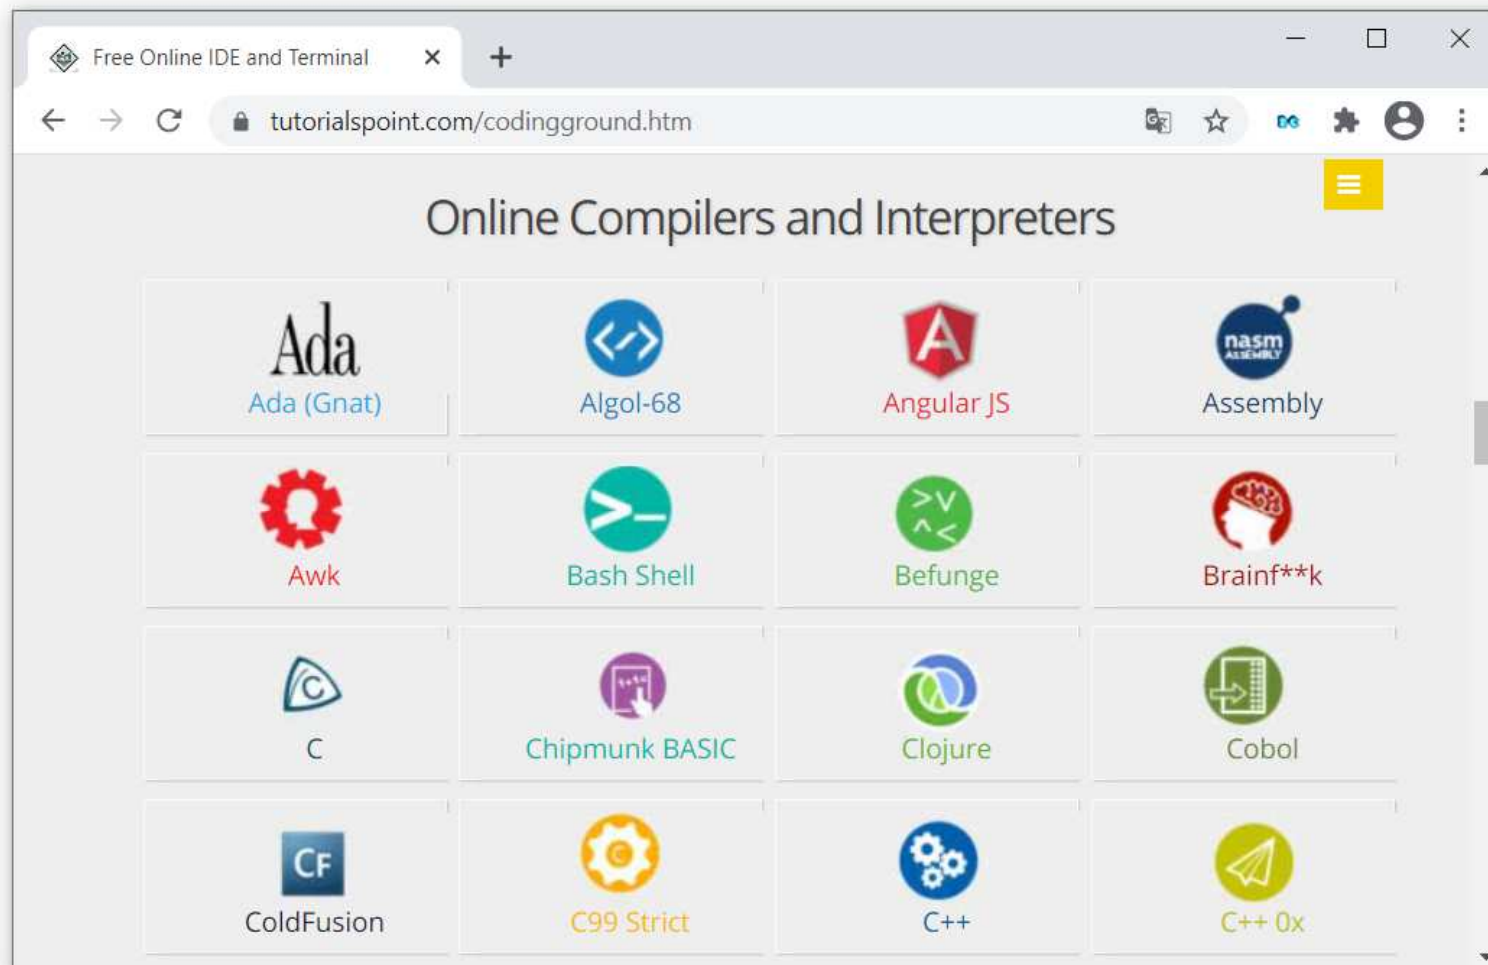 Free Online IDE and Terminal
tutorialspoint.com/codingground.htm
Online Compilers and Interpreters
Ada
Ada (Gnat)
Algol-68
A
Angular JS
nasm
ASSEMBLY
Assembly
Awk
>_
Bash Shell
>v
^<
Befunge
Brainf**k
C
C
Chipmunk BASIC
Clojure
Cobol
CF
ColdFusion
C
C99 Strict
C++
C++ 0x